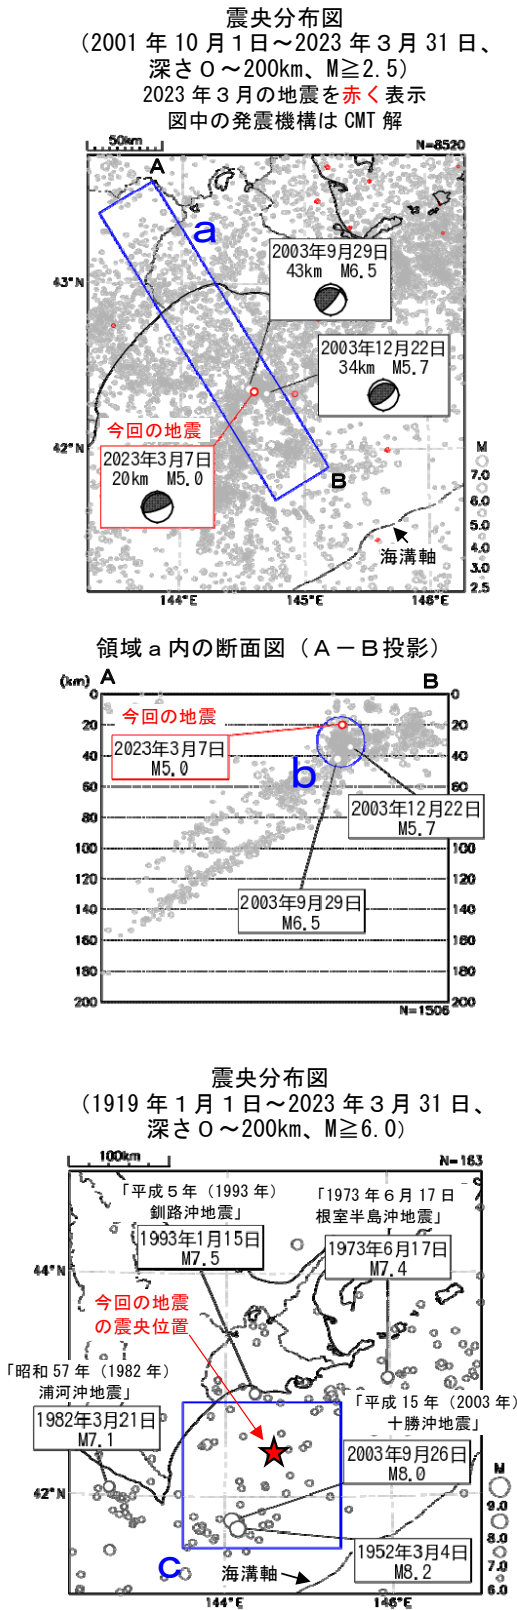 震央分布図
（2001 年 10 月１日～2023 年３月 31 日、
深さ０～200km、M≧2.5）
2023 年３月の地震を赤く表示
図中の発震機構は CMT 解
50km
N=8520
A
a
2003年9月29日
43km M6.5
43°N
2003年12月22日
34km M5.7
今回の地震
42°N
2023年3月7日
20km M5.0
B
M
7.0
6.0
5.0
4.0
3.0
2.5
海溝軸
144°E
145°E
146°E
領域ａ内の断面図（Ａ－Ｂ投影）
(km)
A
B
0
0
今回の地震
20
20
2023年3月7日
M5.0
40
40
b
60
60
2003年12月22日
M5.7
80
80
100
100
120
120
2003年9月29日
M6.5
140
140
160
160
180
180
200
200
N=1506
震央分布図
（1919 年１月１日～2023 年３月 31 日、
深さ０～200km、M≧6.0）
100km
N=163
「平成５年（1993 年）
釧路沖地震」
1993年1月15日
M7.5
「1973 年６月 17 日
根室半島沖地震」
1973年6月17日
M7.4
44°N
今回の地震
の震央位置
「昭和 57 年（1982 年）
浦河沖地震」
1982年3月21日
M7.1
「平成 15 年（2003 年）
十勝沖地震」
2003年9月26日
M8.0
42°N
1952年3月4日
M8.2
c
海溝軸
M
9.0
8.0
7.0
6.0
144°E
146°E